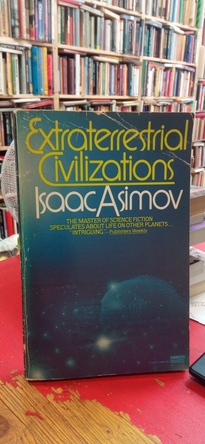 Extraterrestrial
Civilizations
Isaac Asimov
THE MASTER OF SCIENCE FICTION
SPECULATES ABOUT LIFE ON OTHER PLANETS...
"INTRIGUING" - Publishers Weekly